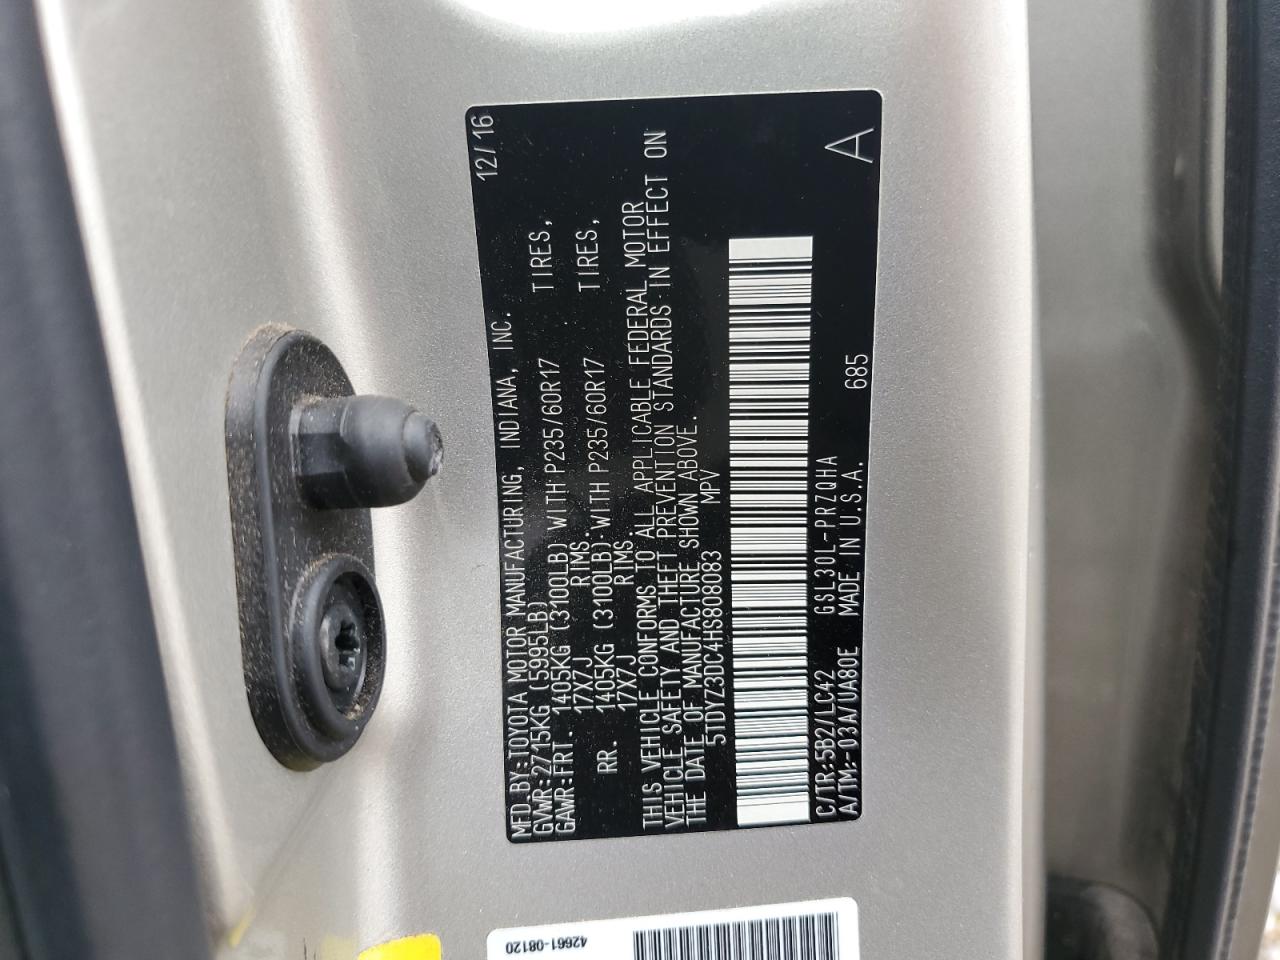 MFD.BY:TOYOTA MOTOR MANUFACTURING, INDIANA, INC. 12/16
GVWR:2715KG (5995LB)
GAWR:FRT. 1405KG (3100LB) WITH P235/60R17 TIRES,
17X7J RIMS.
RR. 1405KG (3100LB) WITH P235/60R17 TIRES,
17X7J RIMS.
THIS VEHICLE CONFORMS TO ALL APPLICABLE FEDERAL MOTOR
VEHICLE SAFETY AND THEFT PREVENTION STANDARDS IN EFFECT ON
THE DATE OF MANUFACTURE SHOWN ABOVE.
5TDYZ3DC4HS808083 MPV
C/TR:5B2/LC42 GSL30L-PRZQHA 685
A/TM:-03A/UA80E MADE IN U.S.A.
A
42661-08120